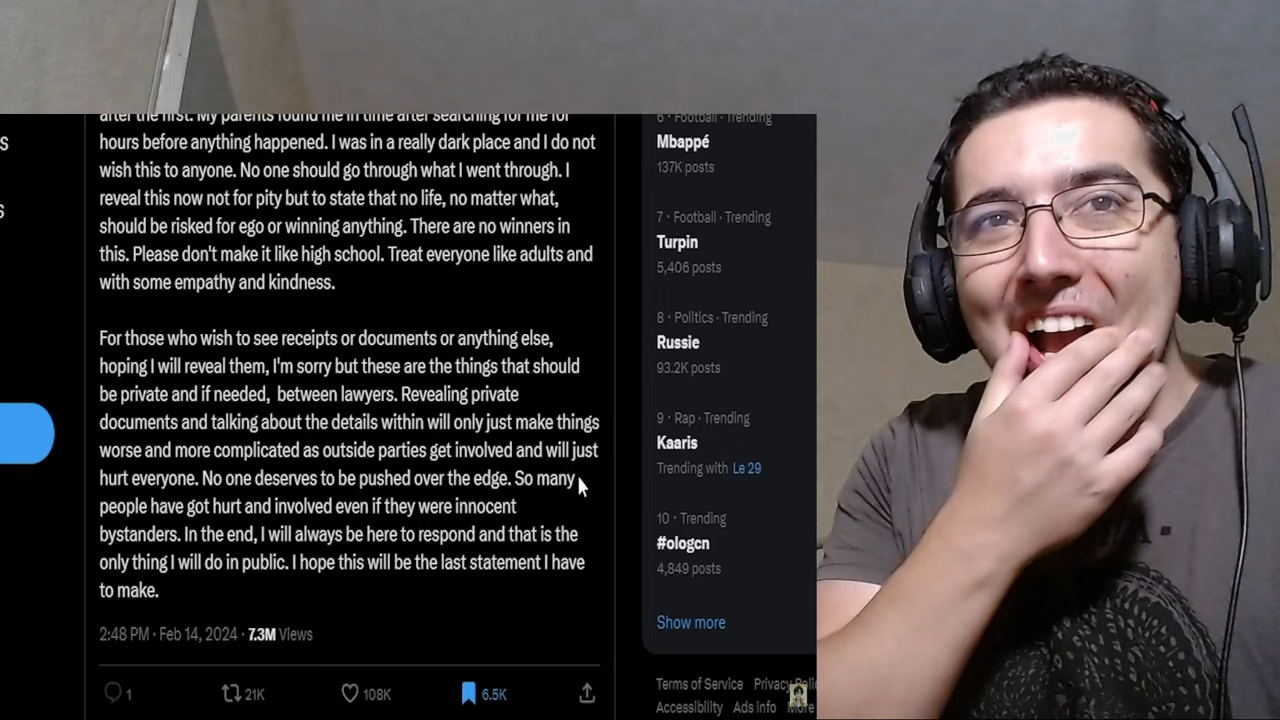 after the first. My parents found me in time after searching for me for
hours before anything happened. I was in a really dark place and I do not
wish this to anyone. No one should go through what I went through. I
reveal this now not for pity but to state that no life, no matter what,
should be risked for ego or winning anything. There are no winners in
this. Please don't make it like high school. Treat everyone like adults and
with some empathy and kindness.
For those who wish to see receipts or documents or anything else,
hoping I will reveal them, I'm sorry but these are the things that should
be private and if needed, between lawyers. Revealing private
documents and talking about the details within will only just make things
worse and more complicated as outside parties get involved and will just
hurt everyone. No one deserves to be pushed over the edge. So many
people have got hurt and involved even if they were innocent
bystanders. In the end, I will always be here to respond and that is the
only thing I will do in public. I hope this will be the last statement I have
to make.
2:48 PM · Feb 14, 2024 · 7.3M Views
1 21K 108K 6.5K
6 · Football · Trending
Mbappé
137K posts
7 · Football · Trending
Turpin
5,406 posts
8 · Politics · Trending
Russie
93.2K posts
9 · Rap · Trending
Kaaris
Trending with Le 29
10 · Trending
#ologcn
4,849 posts
Show more
Terms of Service Privacy
Accessibility Ads info More